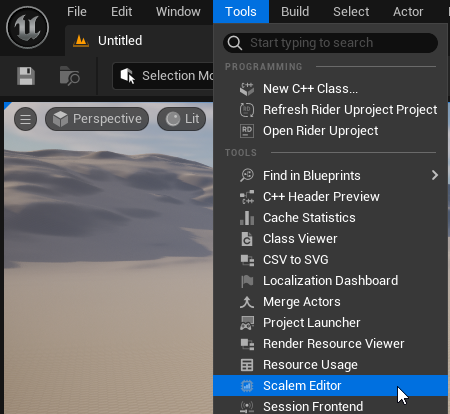 File Edit Window Tools Build Select Actor
Untitled
Start typing to search
Selection Mo
PROGRAMMING
New C++ Class...
Refresh Rider Uproject Project
Perspective Lit
Open Rider Uproject
TOOLS
Find in Blueprints
C++ Header Preview
Cache Statistics
Class Viewer
CSV to SVG
Localization Dashboard
Merge Actors
Project Launcher
Render Resource Viewer
Resource Usage
Scalem Editor
Session Frontend